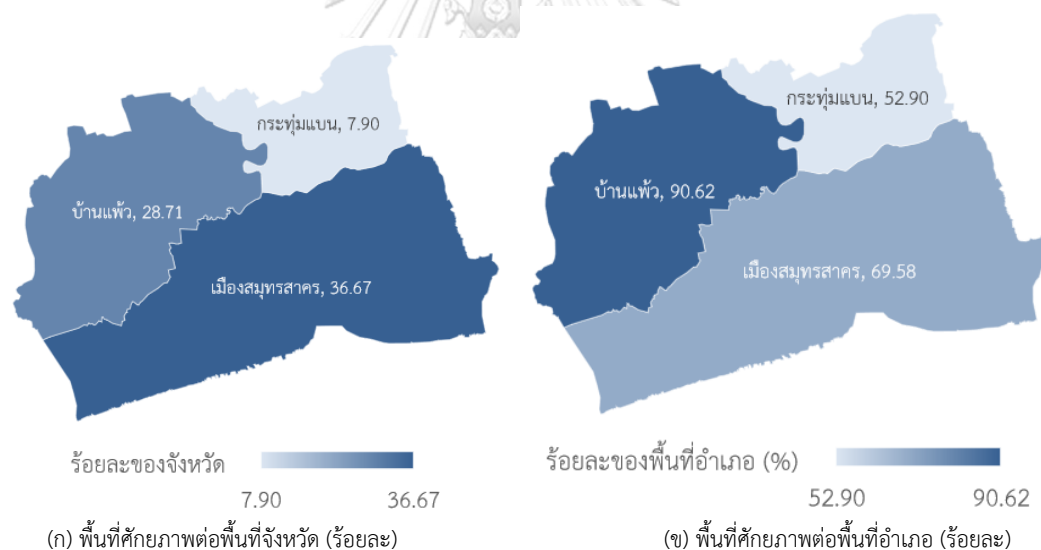 กระทุ่มแบน, 7.90
บ้านแพ้ว, 28.71
เมืองสมุทรสาคร, 36.67
ร้อยละของจังหวัด
7.90 36.67
(ก) พื้นที่ศักยภาพต่อพื้นที่จังหวัด (ร้อยละ)
กระทุ่มแบน, 52.90
บ้านแพ้ว, 90.62
เมืองสมุทรสาคร, 69.58
ร้อยละของพื้นที่อำเภอ (%)
52.90 90.62
(ข) พื้นที่ศักยภาพต่อพื้นที่อำเภอ (ร้อยละ)